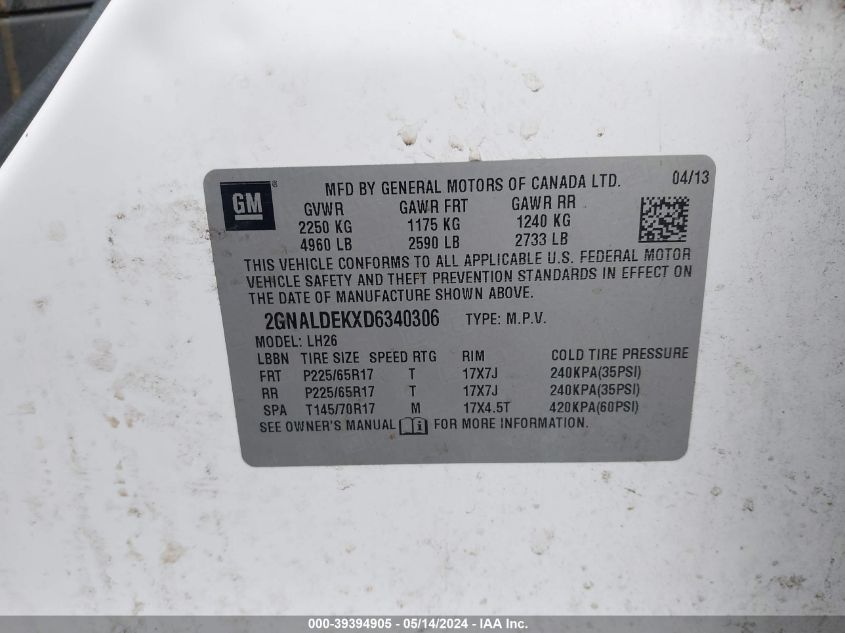 GM ® MFD BY GENERAL MOTORS OF CANADA LTD. 04/13
GVWR GAWR FRT GAWR RR
2250 KG 1175 KG 1240 KG
4960 LB 2590 LB 2733 LB
THIS VEHICLE CONFORMS TO ALL APPLICABLE U.S. FEDERAL MOTOR
VEHICLE SAFETY AND THEFT PREVENTION STANDARDS IN EFFECT ON
THE DATE OF MANUFACTURE SHOWN ABOVE.
2GNALDEKXD6340306 TYPE: M.P.V.
MODEL: LH26
LBBN TIRE SIZE SPEED RTG RIM COLD TIRE PRESSURE
FRT P225/65R17 T 17X7J 240KPA(35PSI)
RR P225/65R17 T 17X7J 240KPA(35PSI)
SPA T145/70R17 M 17X4.5T 420KPA(60PSI)
SEE OWNER'S MANUAL FOR MORE INFORMATION.
000-39394905 - 05/14/2024 - IAA Inc.